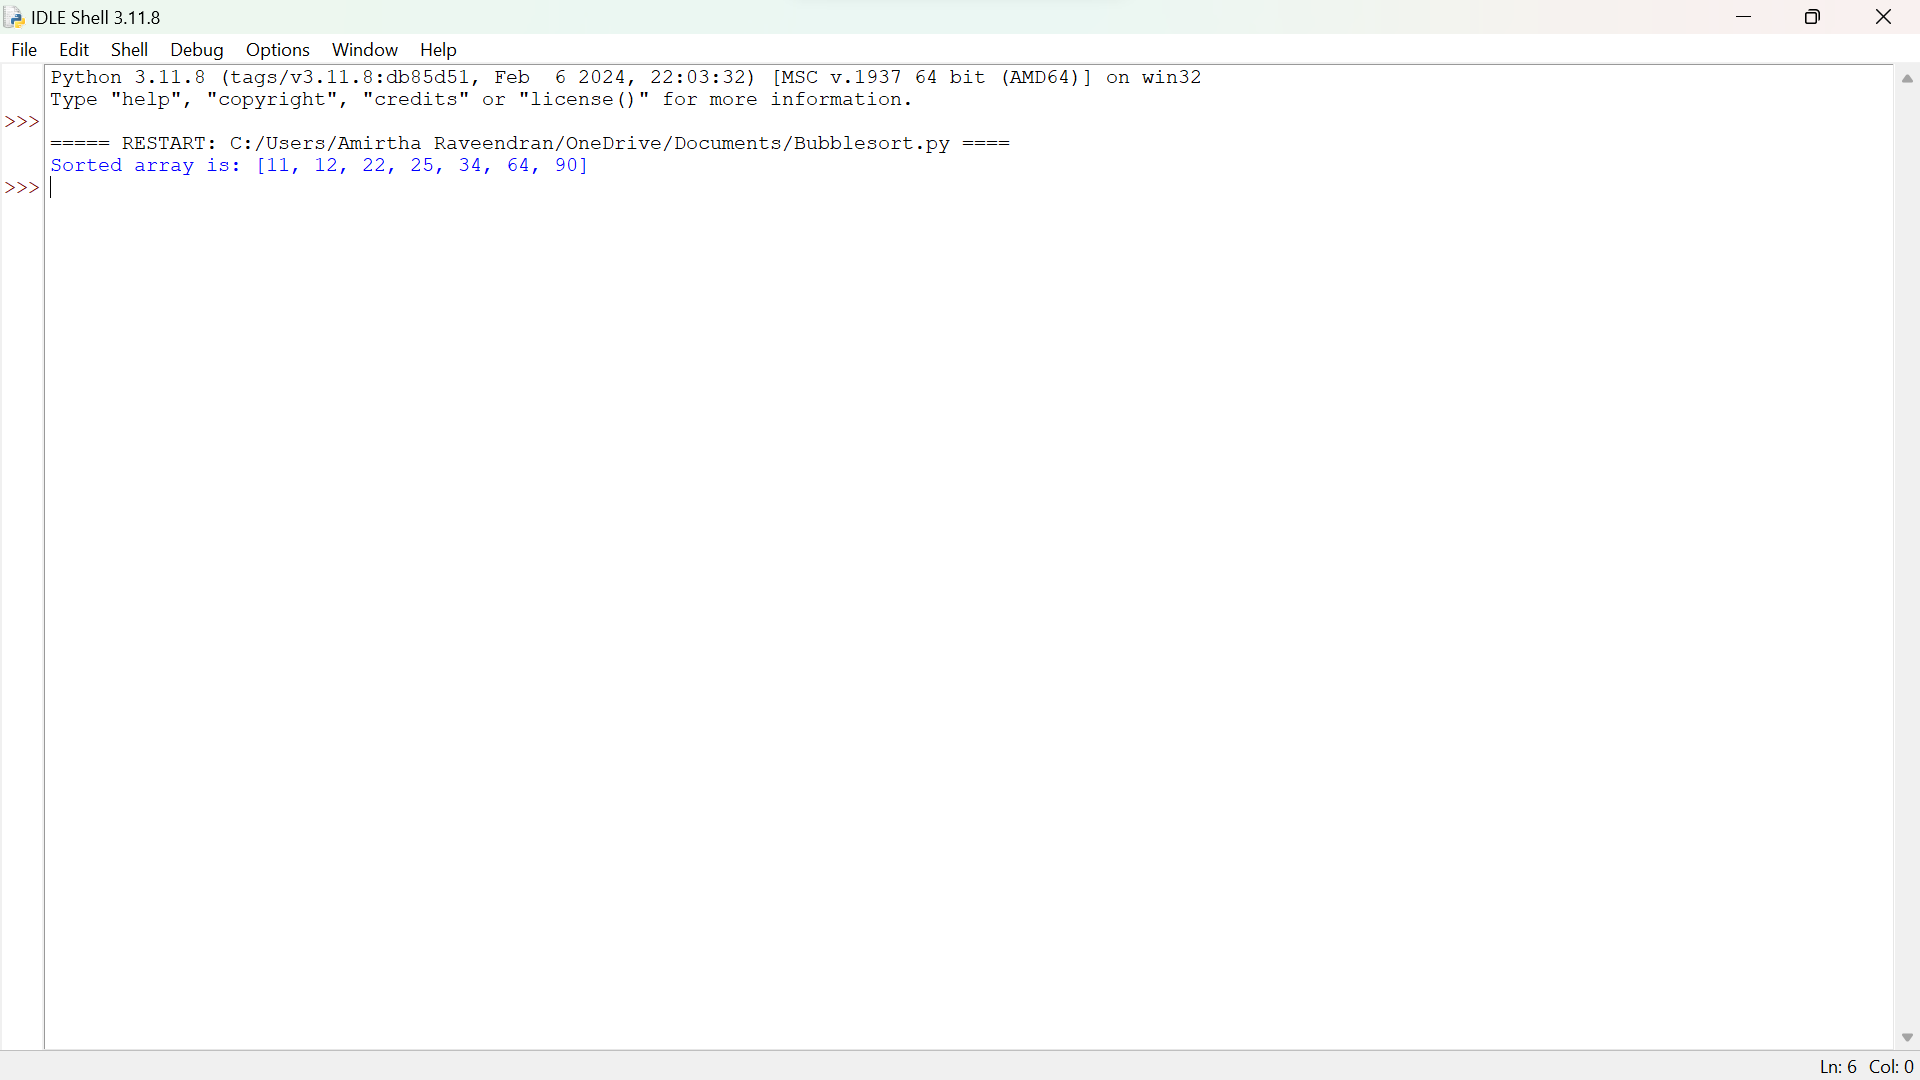 IDLE Shell 3.11.8
File Edit Shell Debug Options Window Help
Python 3.11.8 (tags/v3.11.8:db85d51, Feb  6 2024, 22:03:32) [MSC v.1937 64 bit (AMD64)] on win32
Type "help", "copyright", "credits" or "license()" for more information.
>>>
===== RESTART: C:/Users/Amirtha Raveendran/OneDrive/Documents/Bubblesort.py ====
Sorted array is: [11, 12, 22, 25, 34, 64, 90]
>>>
Ln: 6 Col: 0